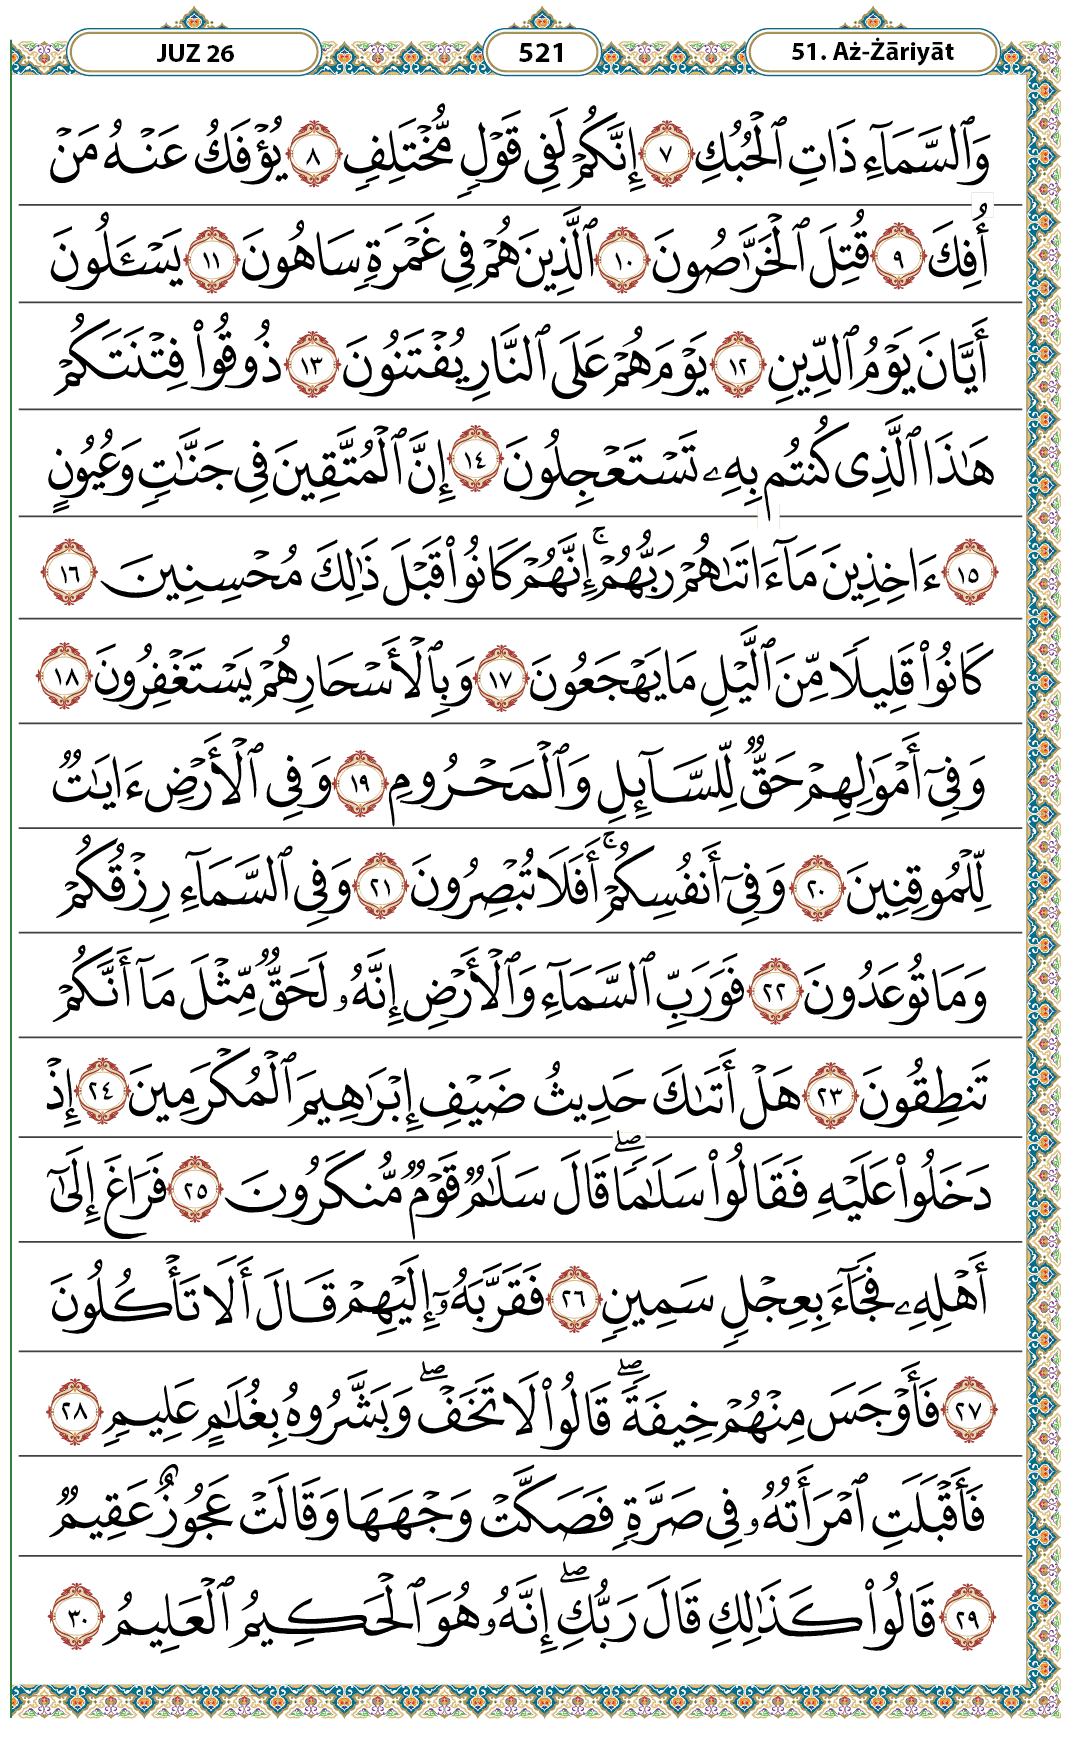 JUZ 26 521 51. Aż-Żāriyāt
وَٱلسَّمَآءِ ذَاتِ ٱلْحُبُكِ ٧ إِنَّكُمْ لَفِى قَوْلٍ مُّخْتَلِفٍ ٨ يُؤْفَكُ عَنْهُ مَنْ
أُفِكَ ٩ قُتِلَ ٱلْخَرَّٰصُونَ ١٠ ٱلَّذِينَ هُمْ فِى غَمْرَةٍ سَاهُونَ ١١ يَسْـَٔلُونَ
أَيَّانَ يَوْمُ ٱلدِّينِ ١٢ يَوْمَ هُمْ عَلَى ٱلنَّارِ يُفْتَنُونَ ١٣ ذُوقُوا۟ فِتْنَتَكُمْ
هَـٰذَا ٱلَّذِى كُنتُم بِهِۦ تَسْتَعْجِلُونَ ١٤ إِنَّ ٱلْمُتَّقِينَ فِى جَنَّـٰتٍ وَعُيُونٍ
١٥ ءَاخِذِينَ مَآ ءَاتَىٰهُمْ رَبُّهُمْ ۚ إِنَّهُمْ كَانُوا۟ قَبْلَ ذَٰلِكَ مُحْسِنِينَ ١٦
كَانُوا۟ قَلِيلًا مِّنَ ٱلَّيْلِ مَا يَهْجَعُونَ ١٧ وَبِٱلْأَسْحَارِ هُمْ يَسْتَغْفِرُونَ ١٨
وَفِىٓ أَمْوَٰلِهِمْ حَقٌّ لِّلسَّآئِلِ وَٱلْمَحْرُومِ ١٩ وَفِى ٱلْأَرْضِ ءَايَـٰتٌ
لِّلْمُوقِنِينَ ٢٠ وَفِىٓ أَنفُسِكُمْ ۚ أَفَلَا تُبْصِرُونَ ٢١ وَفِى ٱلسَّمَآءِ رِزْقُكُمْ
وَمَا تُوعَدُونَ ٢٢ فَوَرَبِّ ٱلسَّمَآءِ وَٱلْأَرْضِ إِنَّهُۥ لَحَقٌّ مِّثْلَ مَآ أَنَّكُمْ
تَنطِقُونَ ٢٣ هَلْ أَتَىٰكَ حَدِيثُ ضَيْفِ إِبْرَٰهِيمَ ٱلْمُكْرَمِينَ ٢٤ إِذْ
دَخَلُوا۟ عَلَيْهِ فَقَالُوا۟ سَلَـٰمًا ۖ قَالَ سَلَـٰمٌ قَوْمٌ مُّنكَرُونَ ٢٥ فَرَاغَ إِلَىٰٓ
أَهْلِهِۦ فَجَآءَ بِعِجْلٍ سَمِينٍ ٢٦ فَقَرَّبَهُۥٓ إِلَيْهِمْ قَالَ أَلَا تَأْكُلُونَ
٢٧ فَأَوْجَسَ مِنْهُمْ خِيفَةً ۖ قَالُوا۟ لَا تَخَفْ ۖ وَبَشَّرُوهُ بِغُلَـٰمٍ عَلِيمٍ ٢٨
فَأَقْبَلَتِ ٱمْرَأَتُهُۥ فِى صَرَّةٍ فَصَكَّتْ وَجْهَهَا وَقَالَتْ عَجُوزٌ عَقِيمٌ
٢٩ قَالُوا۟ كَذَٰلِكِ قَالَ رَبُّكِ ۖ إِنَّهُۥ هُوَ ٱلْحَكِيمُ ٱلْعَلِيمُ ٣٠